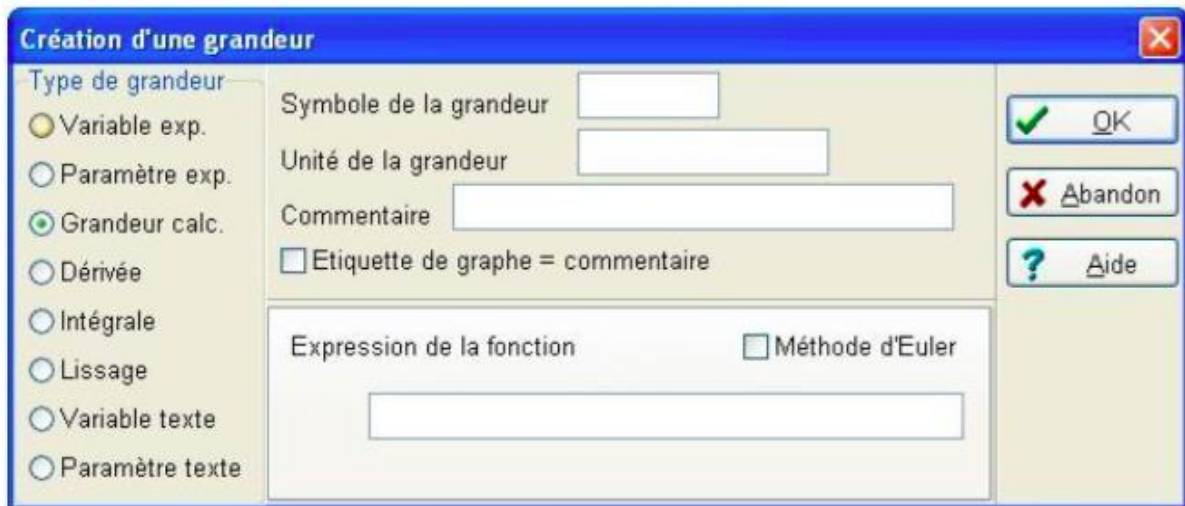 Création d'une grandeur
Type de grandeur
Variable exp.
Paramètre exp.
Grandeur calc.
Dérivée
Intégrale
Lissage
Variable texte
Paramètre texte
Symbole de la grandeur
Unité de la grandeur
Commentaire
Etiquette de graphe = commentaire
Expression de la fonction
Méthode d'Euler
OK
Abandon
Aide